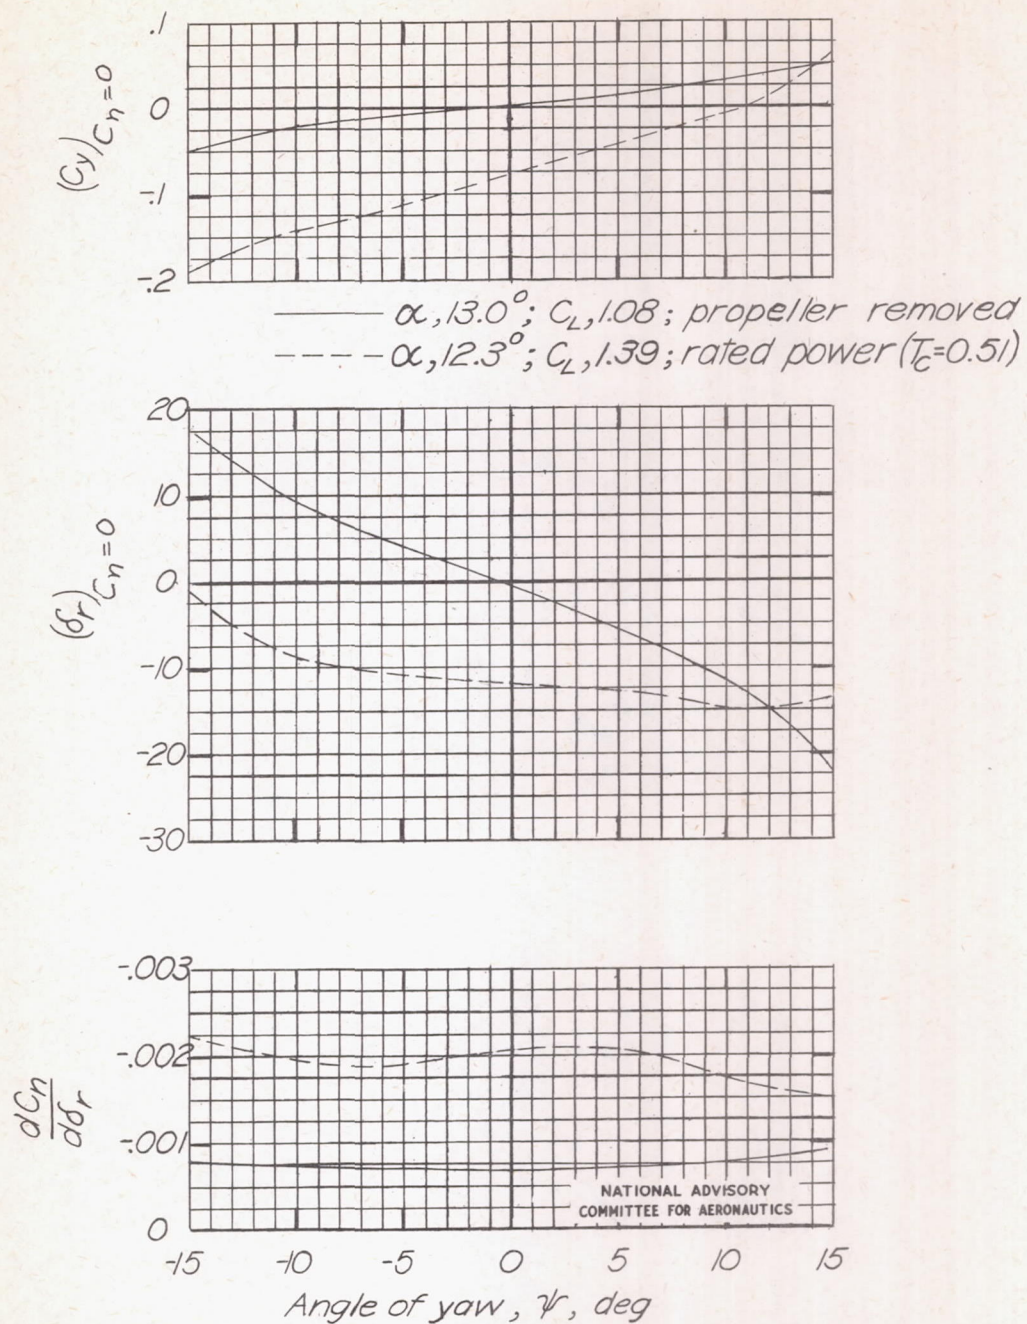 .1
0
-.1
-.2
(Cy)Cn=0
α, 13.0°; CL, 1.08; propeller removed
α, 12.3°; CL, 1.39; rated power (Tc=0.51)
20
10
0
-10
-20
-30
(δr)Cn=0
-.003
-.002
-.001
0
dCn
dδr
NATIONAL ADVISORY
COMMITTEE FOR AERONAUTICS
-15 -10 -5 0 5 10 15
Angle of yaw, ψ, deg